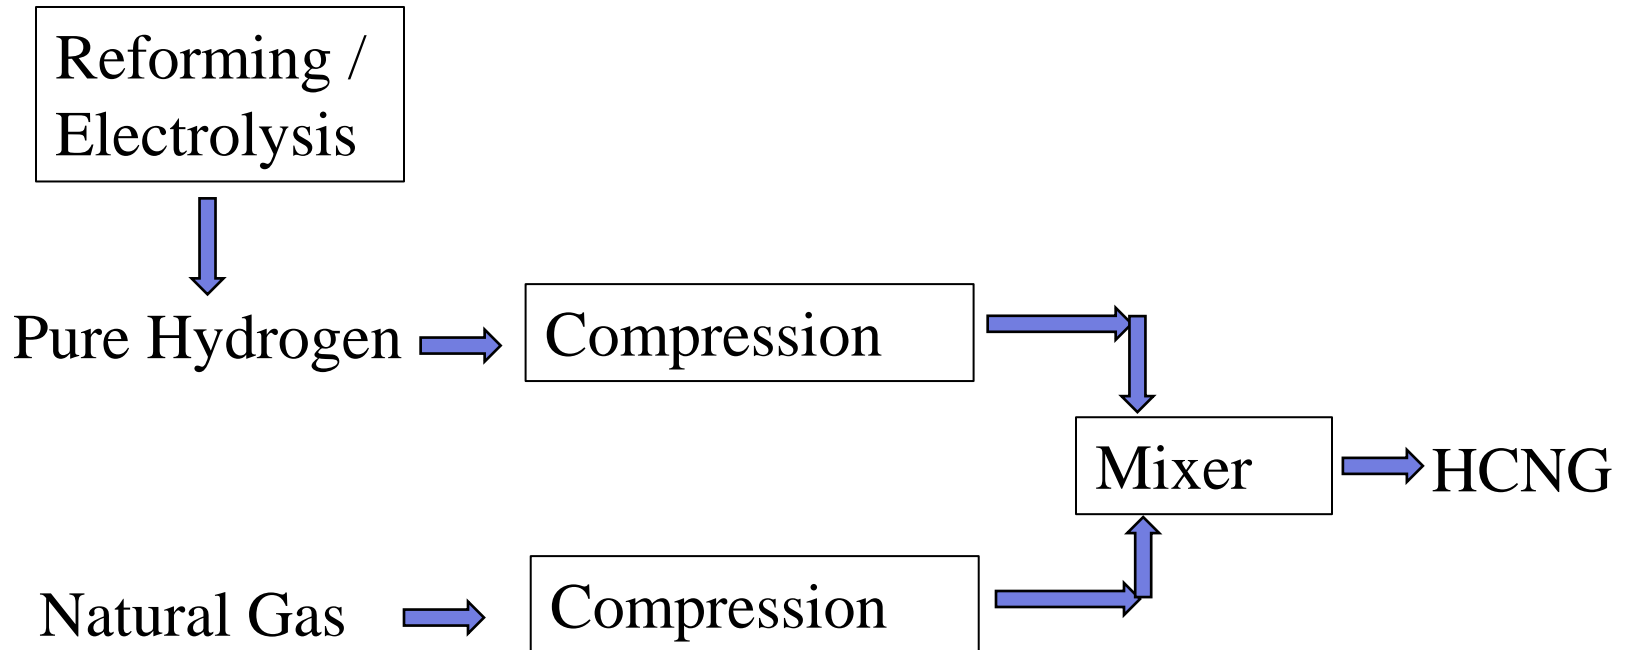 Reforming /
Electrolysis
Pure Hydrogen
Compression
Mixer
HCNG
Natural Gas
Compression